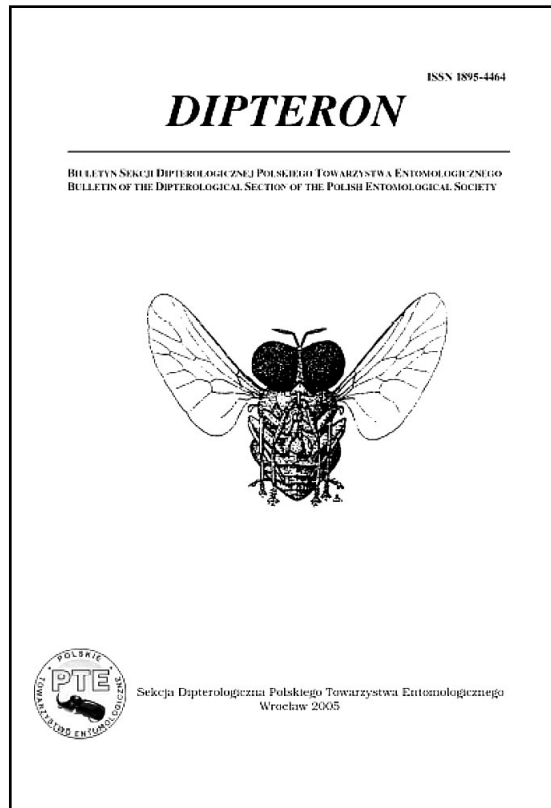 ISSN 1895-4464
DIPTERON
BIULETYN SEKCJI DIPTEROLOGICZNEJ POLSKIEGO TOWARZYSTWA ENTOMOLOGICZNEGO
BULLETIN OF THE DIPTEROLOGICAL SECTION OF THE POLISH ENTOMOLOGICAL SOCIETY
POLSKIE
PTE
TOWARZYSTWO ENTOMOLOGICZNE
Sekcja Dipterologiczna Polskiego Towarzystwa Entomologicznego
Wrocław 2005